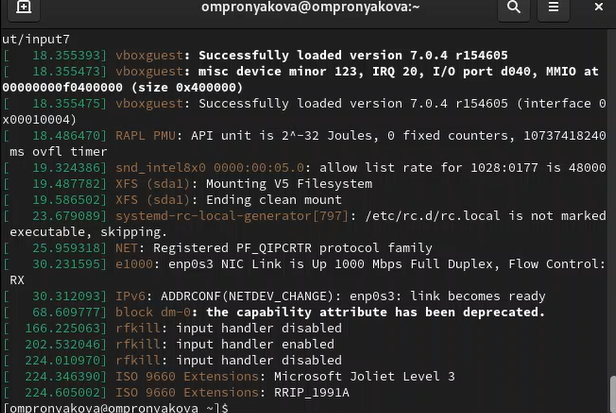 ompronyakova@ompronyakova:~
ut/input7
[   18.355393] vboxguest: Successfully loaded version 7.0.4 r154605
[   18.355473] vboxguest: misc device minor 123, IRQ 20, I/O port d040, MMIO at
00000000f0400000 (size 0x400000)
[   18.355475] vboxguest: Successfully loaded version 7.0.4 r154605 (interface 0
x00010004)
[   18.486470] RAPL PMU: API unit is 2^-32 Joules, 0 fixed counters, 10737418240
 ms ovfl timer
[   19.324386] snd_intel8x0 0000:00:05.0: allow list rate for 1028:0177 is 48000
[   19.487782] XFS (sda1): Mounting V5 Filesystem
[   19.586502] XFS (sda1): Ending clean mount
[   23.679089] systemd-rc-local-generator[797]: /etc/rc.d/rc.local is not marked
executable, skipping.
[   25.959318] NET: Registered PF_QIPCRTR protocol family
[   30.231595] e1000: enp0s3 NIC Link is Up 1000 Mbps Full Duplex, Flow Control:
 RX
[   30.312093] IPv6: ADDRCONF(NETDEV_CHANGE): enp0s3: link becomes ready
[   68.609777] block dm-0: the capability attribute has been deprecated.
[  166.225063] rfkill: input handler disabled
[  202.532046] rfkill: input handler enabled
[  224.010970] rfkill: input handler disabled
[  224.346390] ISO 9660 Extensions: Microsoft Joliet Level 3
[  224.605002] ISO 9660 Extensions: RRIP_1991A
[ompronyakova@ompronyakova ~]$